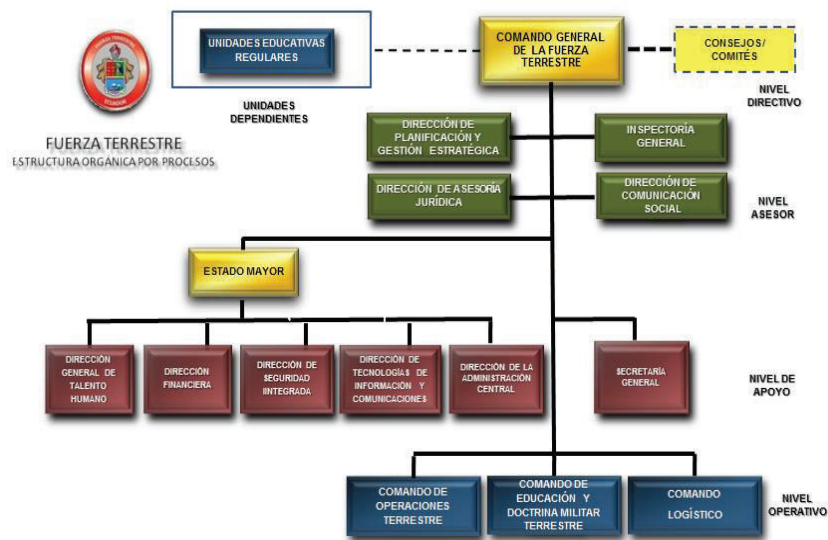 FUERZA TERRESTRE
ECUADOR
FUERZA TERRESTRE
ESTRUCTURA ORGÁNICA POR PROCESOS
UNIDADES EDUCATIVAS
REGULARES
UNIDADES
DEPENDIENTES
COMANDO GENERAL
DE LA FUERZA
TERRESTRE
CONSEJOS/
COMITÉS
NIVEL
DIRECTIVO
DIRECCIÓN DE
PLANIFICACIÓN Y
GESTIÓN ESTRATÉGICA
INSPECTORÍA
GENERAL
DIRECCIÓN DE ASESORÍA
JURÍDICA
DIRECCIÓN DE
COMUNICACIÓN
SOCIAL
NIVEL
ASESOR
ESTADO MAYOR
DIRECCIÓN
GENERAL DE
TALENTO
HUMANO
DIRECCIÓN
FINANCIERA
DIRECCIÓN DE
SEGURIDAD
IINTEGRADA
DIRECCIÓN DE
TECNOLOGÍAS DE
INFORMACIÓN Y
COMUNICACIONES
DIRECCIÓN DE LA
ADMINISTRACIÓN
CENTRAL
SECRETARÍA
GENERAL
NIVEL DE
APOYO
COMANDO DE
OPERACIONES
TERRESTRE
COMANDO DE
EDUCACIÓN Y
DOCTRINA MILITAR
TERRESTRE
COMANDO
LOGÍSTICO
NIVEL
OPERATIVO